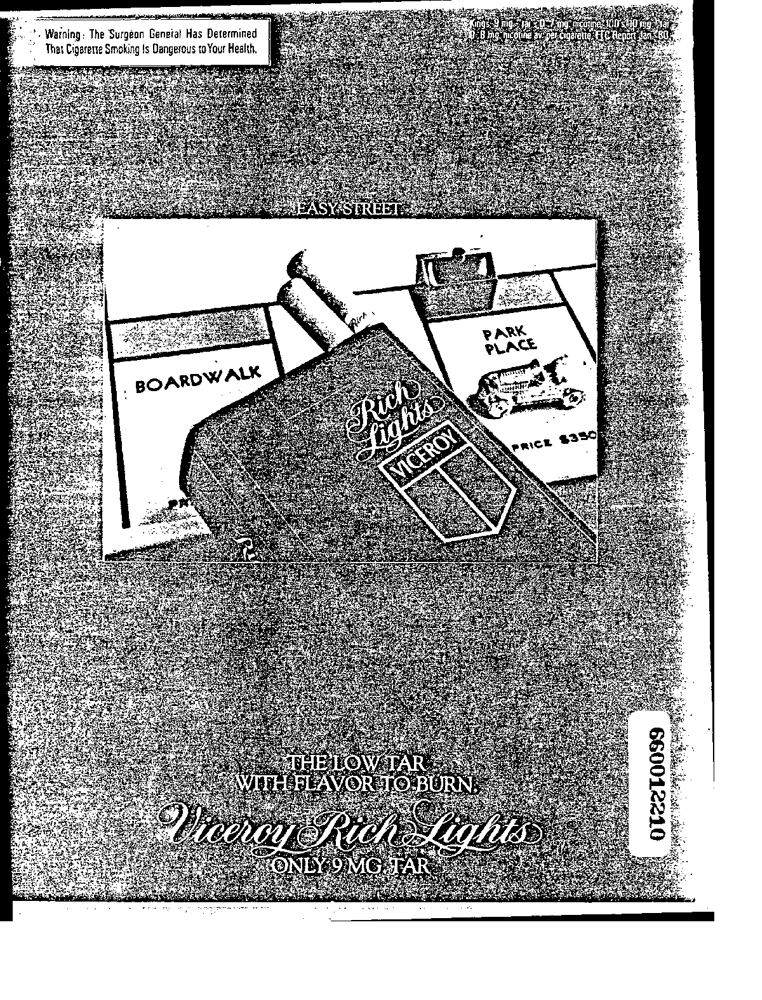 Warning: The Surgeon General Has Determined
That Cigarette Smoking Is Dangerous to Your Health.
Kings, 9 mg. "tar," 0.7 mg. nicotine, 100's, 10 mg. "tar,"
0.8 mg. nicotine av. per cigarette, FTC Report Jan. '80.
EASY STREET.
BOARDWALK
PARK
PLACE
PRICE $350
PR
Rich
Lights
VICEROY
THE LOW TAR
WITH FLAVOR TO BURN.
Viceroy Rich Lights
ONLY 9 MG. TAR
660012210